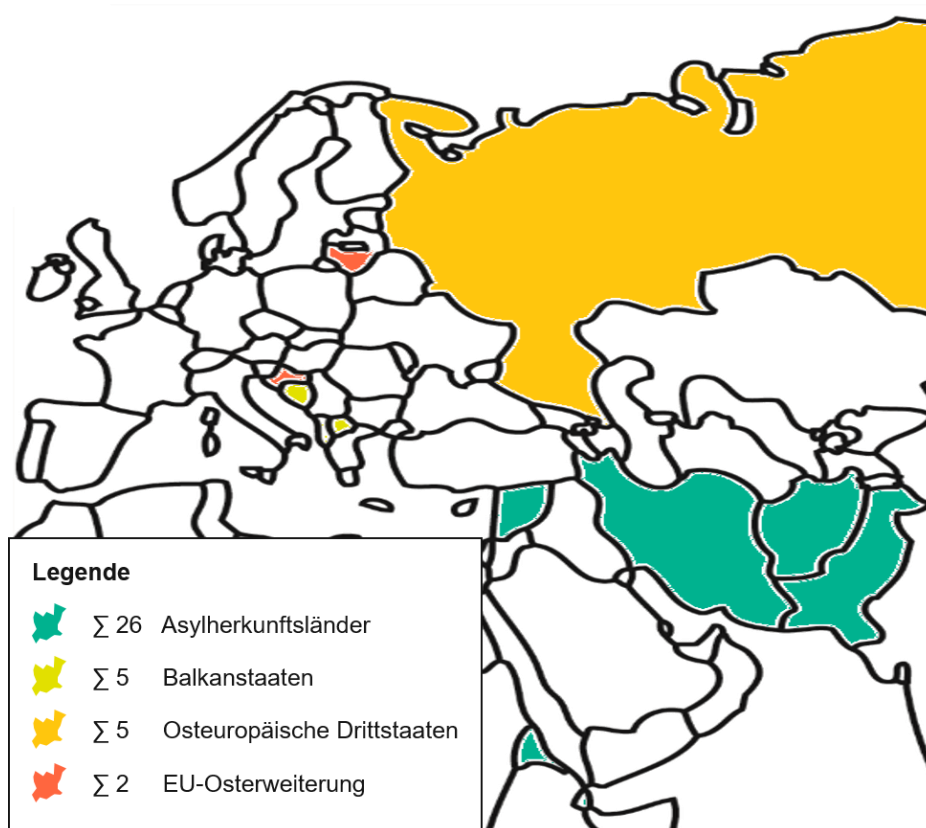 Legende
∑ 26 Asylherkunftsländer
∑ 5 Balkanstaaten
∑ 5 Osteuropäische Drittstaaten
∑ 2 EU-Osterweiterung